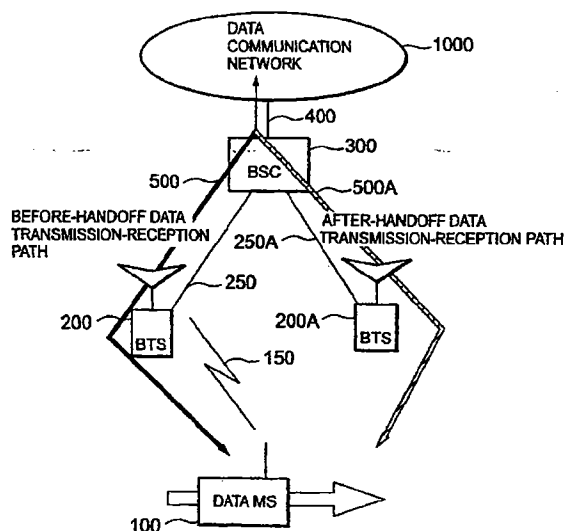 DATA
COMMUNICATION
NETWORK
1000
400
300
BSC
500
500A
BEFORE-HANDOFF DATA
TRANSMISSION-RECEPTION
PATH
AFTER-HANDOFF DATA
TRANSMISSION-RECEPTION PATH
250A
250
200
BTS
200A
BTS
150
DATA MS
100